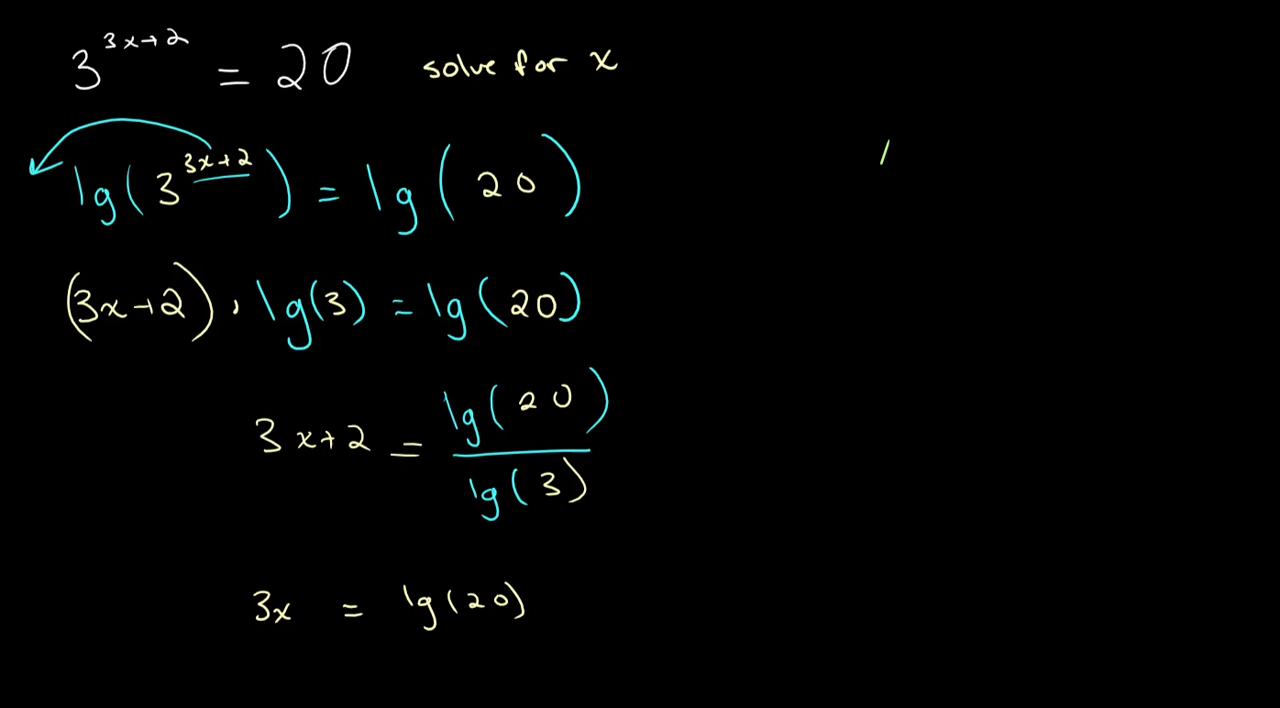 3^{3x+2} = 20 solve for x
lg(3^{3x+2}) = lg(20)
(3x+2) · lg(3) = lg(20)
3x+2 = \frac{lg(20)}{lg(3)}
3x = lg(20)